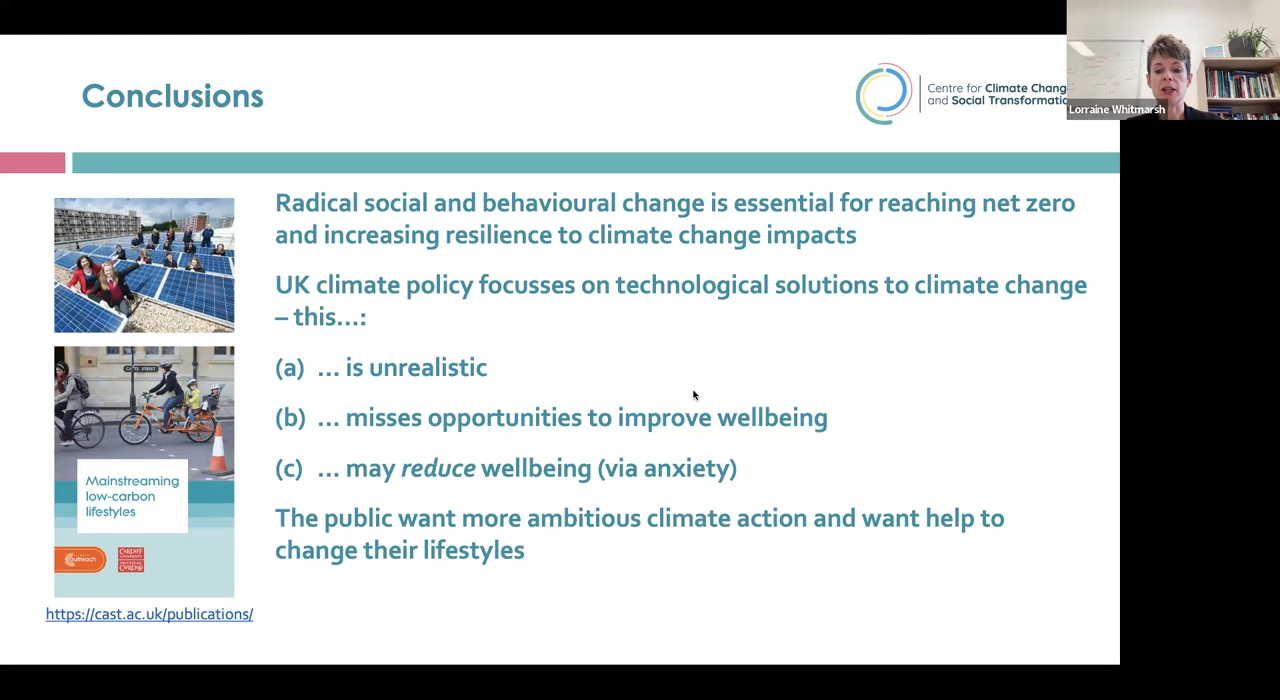 Conclusions
Centre for Climate Chang
and Social Transformatio
Lorraine Whitmarsh
Radical social and behavioural change is essential for reaching net zero
and increasing resilience to climate change impacts
UK climate policy focusses on technological solutions to climate change
– this…:
(a) … is unrealistic
(b) … misses opportunities to improve wellbeing
(c) … may reduce wellbeing (via anxiety)
The public want more ambitious climate action and want help to
change their lifestyles
Mainstreaming
low-carbon
lifestyles
outreach
CARDIFF
UNIVERSITY
https://cast.ac.uk/publications/